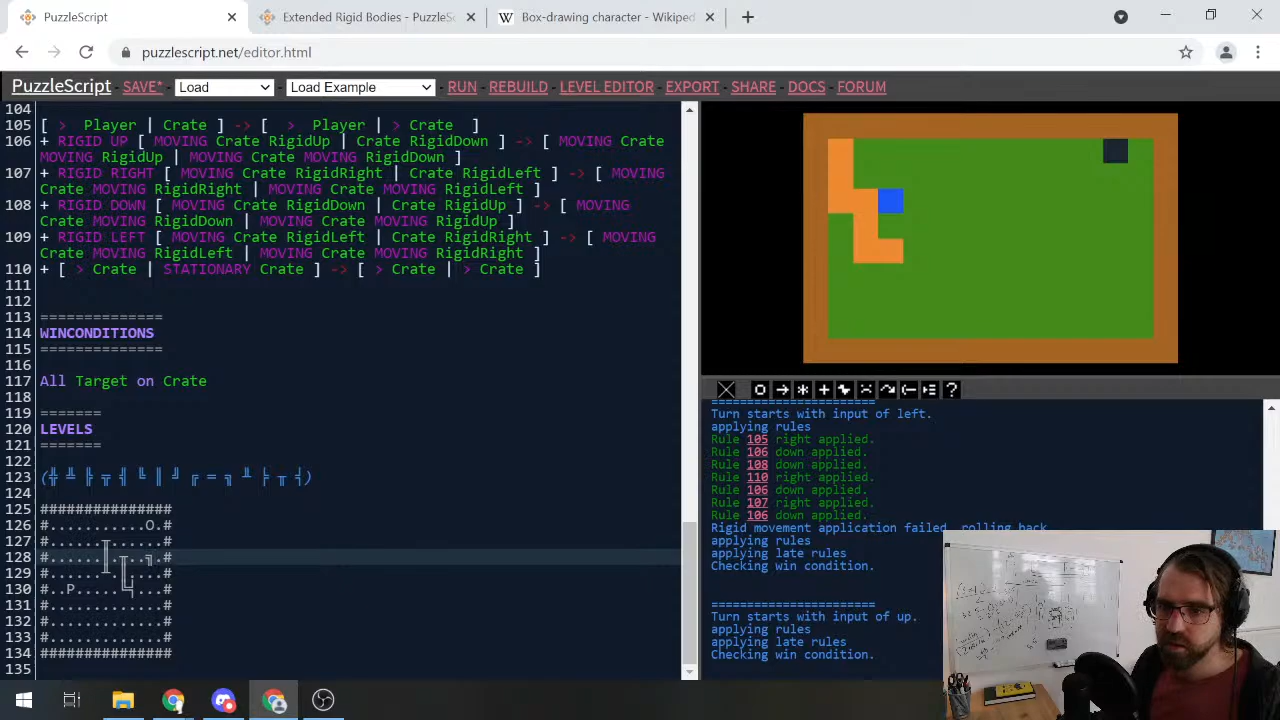 PuzzleScript
Extended Rigid Bodies - PuzzleS
Box-drawing character - Wikiped
puzzlescript.net/editor.html
PuzzleScript SAVE* - Load Load Example - RUN - REBUILD - LEVEL EDITOR - EXPORT - SHARE - DOCS - FORUM
104
105 [ > Player | Crate ] -> [ > Player | > Crate ]
106 + RIGID UP [ MOVING Crate RigidUp | Crate RigidDown ] -> [ MOVING Crate
MOVING RigidUp | MOVING Crate MOVING RigidDown ]
107 + RIGID RIGHT [ MOVING Crate RigidRight | Crate RigidLeft ] -> [ MOVING
Crate MOVING RigidRight | MOVING Crate MOVING RigidLeft ]
108 + RIGID DOWN [ MOVING Crate RigidDown | Crate RigidUp ] -> [ MOVING
Crate MOVING RigidDown | MOVING Crate MOVING RigidUp ]
109 + RIGID LEFT [ MOVING Crate RigidLeft | Crate RigidRight ] -> [ MOVING
Crate MOVING RigidLeft | MOVING Crate MOVING RigidRight ]
110 + [ > Crate | STATIONARY Crate ] -> [ > Crate | > Crate ]
111
112
113 ==============
114 WINCONDITIONS
115 ==============
116
117 All Target on Crate
118
119 =======
120 LEVELS
121 =======
122
123 (╬ ╩ ╠ ╦ ╣ ╚ ║ ╝ ╔ = ╗ ╨ ╞ ╥ ╡)
124
125 ###############
126 #...........O.#
127 #......╥......#
128 #......║.╥..╗.#
129 #......╨.║....#
130 #..P.....╚╡...#
131 #.............#
132 #.............#
133 #.............#
134 ###############
135
=======================
Turn starts with input of left.
applying rules
Rule 105 right applied.
Rule 106 down applied.
Rule 108 down applied.
Rule 110 right applied.
Rule 106 down applied.
Rule 107 right applied.
Rule 106 down applied.
Rigid movement application failed, rolling back
applying rules
applying late rules
Checking win condition.
=======================
Turn starts with input of up.
applying rules
applying late rules
Checking win condition.